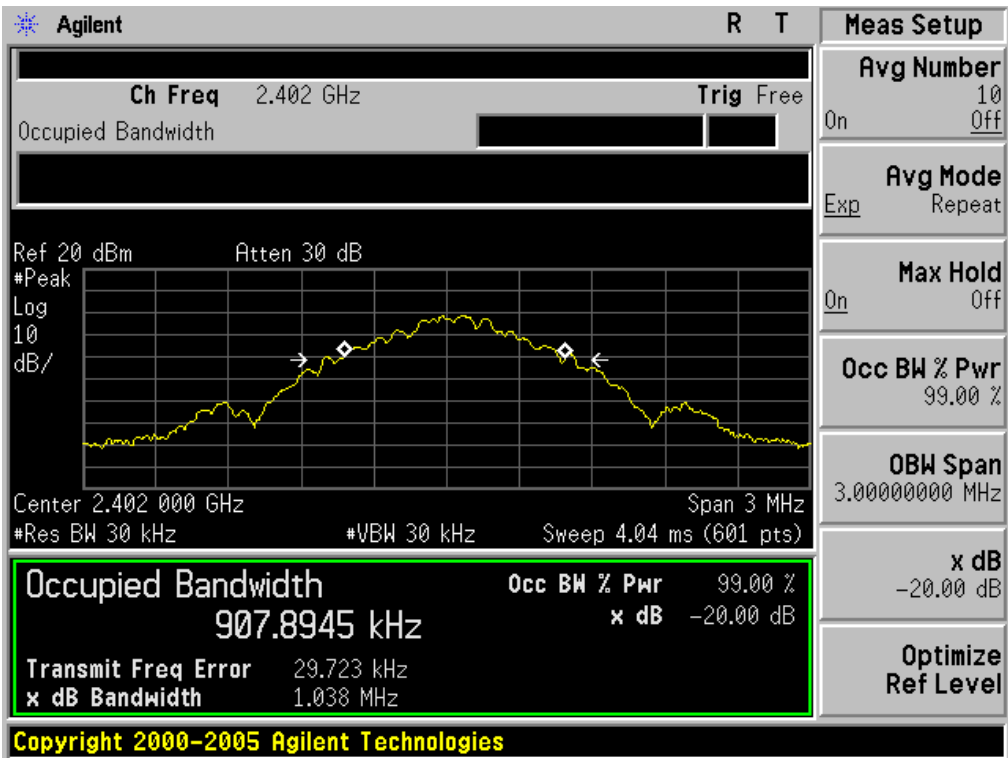 Agilent R T
Ch Freq 2.402 GHz Trig Free
Occupied Bandwidth
Ref 20 dBm Atten 30 dB
#Peak
Log
10
dB/
Center 2.402 000 GHz Span 3 MHz
#Res BW 30 kHz #VBW 30 kHz Sweep 4.04 ms (601 pts)
Occupied Bandwidth Occ BW % Pwr 99.00 %
907.8945 kHz x dB -20.00 dB
Transmit Freq Error 29.723 kHz
x dB Bandwidth 1.038 MHz
Copyright 2000-2005 Agilent Technologies
Meas Setup
Avg Number
10
On Off
Avg Mode
Exp Repeat
Max Hold
On Off
Occ BW % Pwr
99.00 %
OBW Span
3.00000000 MHz
x dB
-20.00 dB
Optimize
Ref Level